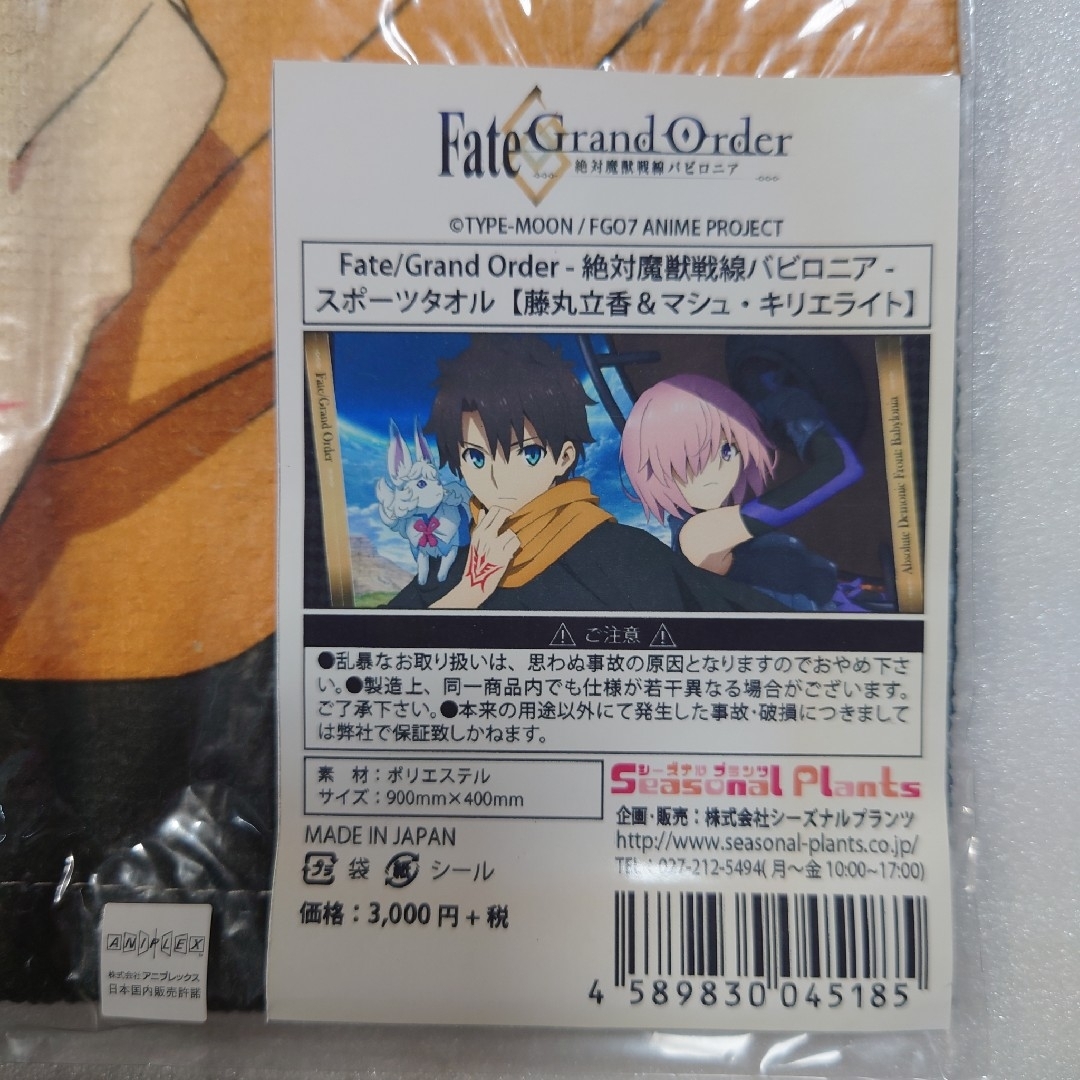 Fate Grand Order
絶対魔獣戦線バビロニア
©TYPE-MOON / FGO7 ANIME PROJECT
Fate/Grand Order - 絶対魔獣戦線バビロニア -
スポーツタオル【藤丸立香＆マシュ・キリエライト】
Fate/Grand Order
Absolute Demonic Front: Babylonia
⚠ ご注意 ⚠
●乱暴なお取り扱いは、思わぬ事故の原因となりますのでおやめ下さ
い。●製造上、同一商品内でも仕様が若干異なる場合がございます。
ご了承下さい。●本来の用途以外にて発生した事故・破損につきまして
は弊社で保証致しかねます。
素 材：ポリエステル
サイズ：900mm×400mm
シーズナル プランツ
Seasonal Plants
企画・販売：株式会社シーズナルプランツ
http://www.seasonal-plants.co.jp/
TEL：027-212-5494(月～金 10:00~17:00)
MADE IN JAPAN
プラ 袋 紙 シール
価格：3,000円＋税
4 589830 045185
ANIPLEX
株式会社アニプレックス
日本国内販売許諾